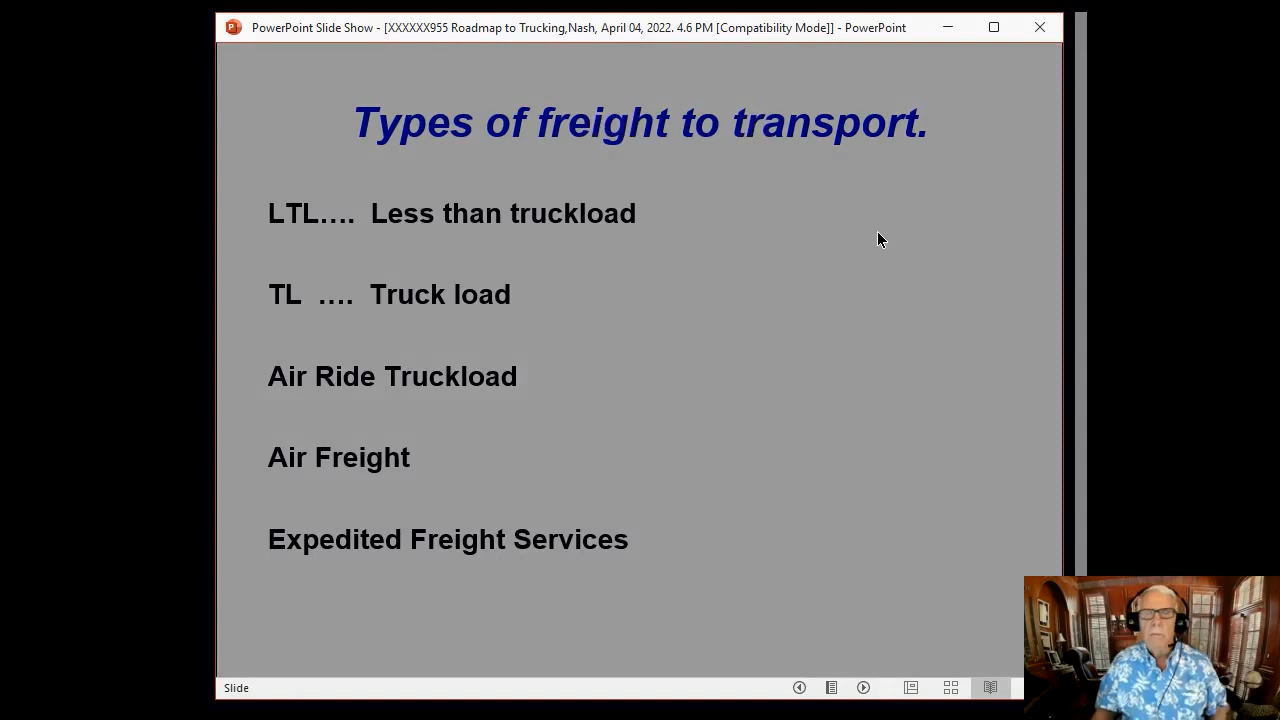 PowerPoint Slide Show - [XXXXXX955 Roadmap to Trucking,Nash, April 04, 2022. 4.6 PM [Compatibility Mode]] - PowerPoint
Types of freight to transport.
LTL.... Less than truckload
TL .... Truck load
Air Ride Truckload
Air Freight
Expedited Freight Services
Slide